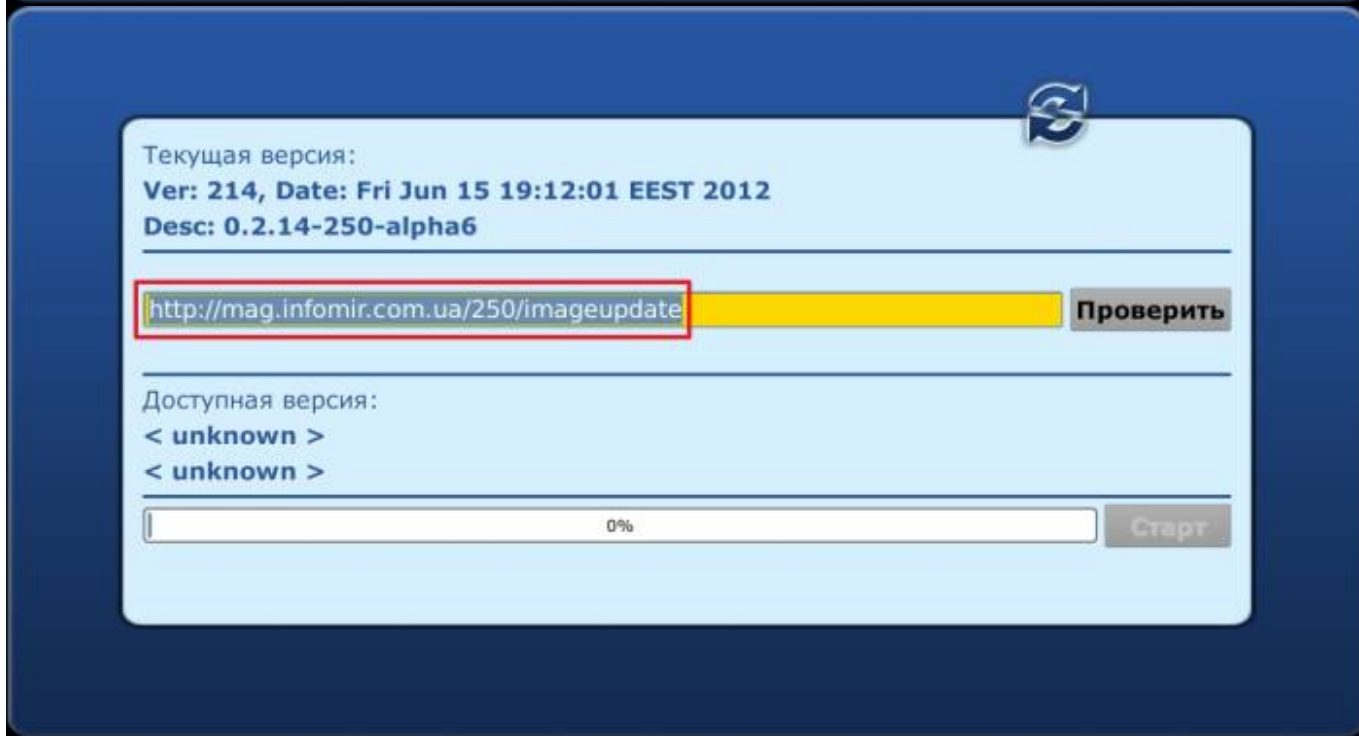 Текущая версия:
Ver: 214, Date: Fri Jun 15 19:12:01 EEST 2012
Desc: 0.2.14-250-alpha6
http://mag.infomir.com.ua/250/imageupdate Проверить
Доступная версия:
< unknown >
< unknown >
0% Старт